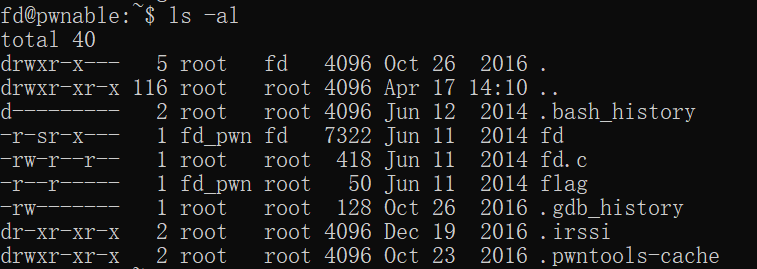 fd@pwnable:~$ ls -al
total 40
drwxr-x---   5 root   fd   4096 Oct 26  2016 .
drwxr-xr-x 116 root   root 4096 Apr 17 14:10 ..
d---------   2 root   root 4096 Jun 12  2014 .bash_history
-r-sr-x---   1 fd_pwn fd   7322 Jun 11  2014 fd
-rw-r--r--   1 root   root  418 Jun 11  2014 fd.c
-r--r-----   1 fd_pwn root   50 Jun 11  2014 flag
-rw-------   1 root   root  128 Oct 26  2016 .gdb_history
dr-xr-xr-x   2 root   root 4096 Dec 19  2016 .irssi
drwxr-xr-x   2 root   root 4096 Oct 23  2016 .pwntools-cache